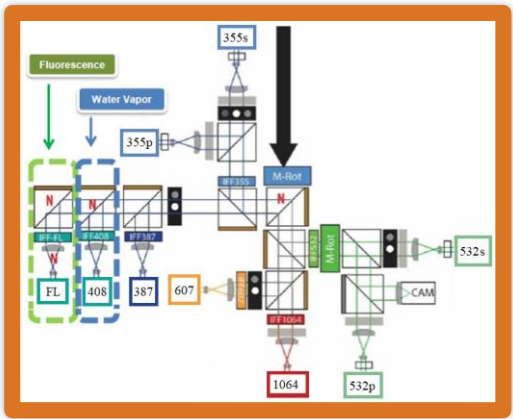 355s
Fluorescence
Water Vapor
355p
IFF355
M-Rot
N
N
N
IFF-FL
IFF408
IFF387
N
IFF532
M-Rot
532s
FL
408
387
607
CAM
IFF1064
1064
532p